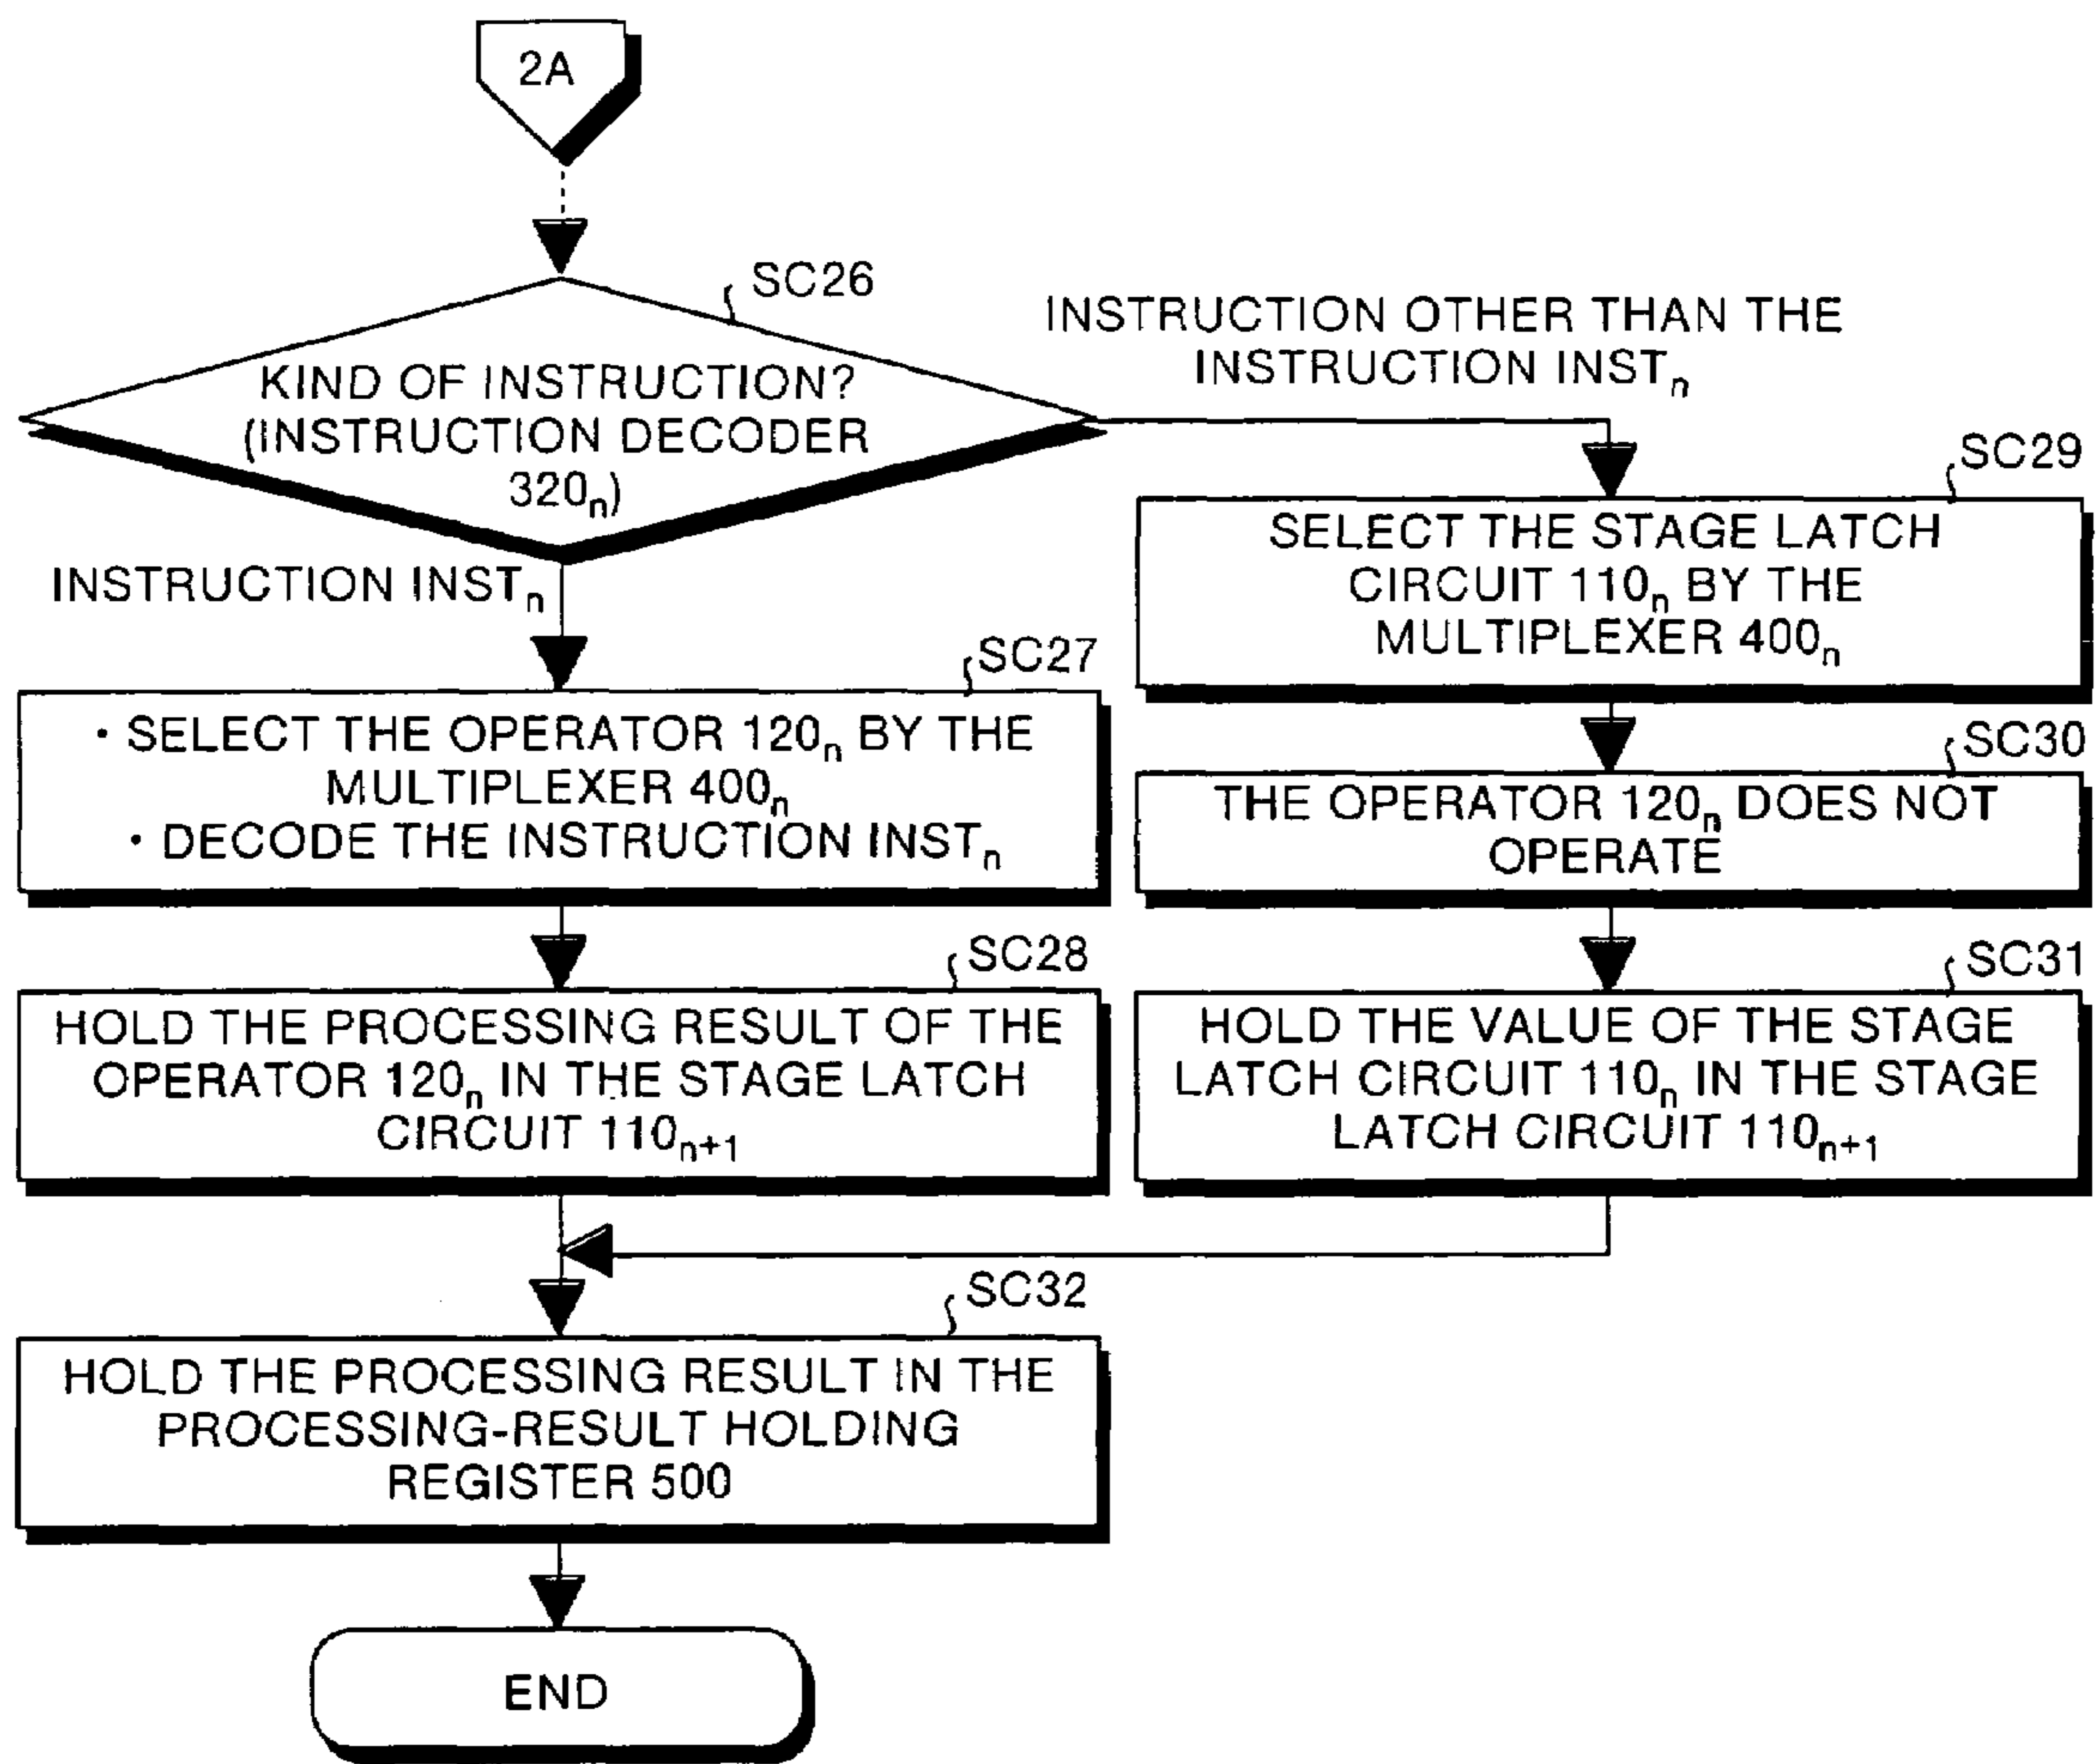 2A
SC26
KIND OF INSTRUCTION?
(INSTRUCTION DECODER
320ₙ)
INSTRUCTION OTHER THAN THE
INSTRUCTION INSTₙ
INSTRUCTION INSTₙ
SC27
• SELECT THE OPERATOR 120ₙ BY THE
MULTIPLEXER 400ₙ
• DECODE THE INSTRUCTION INSTₙ
SC28
HOLD THE PROCESSING RESULT OF THE
OPERATOR 120ₙ IN THE STAGE LATCH
CIRCUIT 110ₙ₊₁
SC29
SELECT THE STAGE LATCH
CIRCUIT 110ₙ BY THE
MULTIPLEXER 400ₙ
SC30
THE OPERATOR 120ₙ DOES NOT
OPERATE
SC31
HOLD THE VALUE OF THE STAGE
LATCH CIRCUIT 110ₙ IN THE STAGE
LATCH CIRCUIT 110ₙ₊₁
SC32
HOLD THE PROCESSING RESULT IN THE
PROCESSING-RESULT HOLDING
REGISTER 500
END